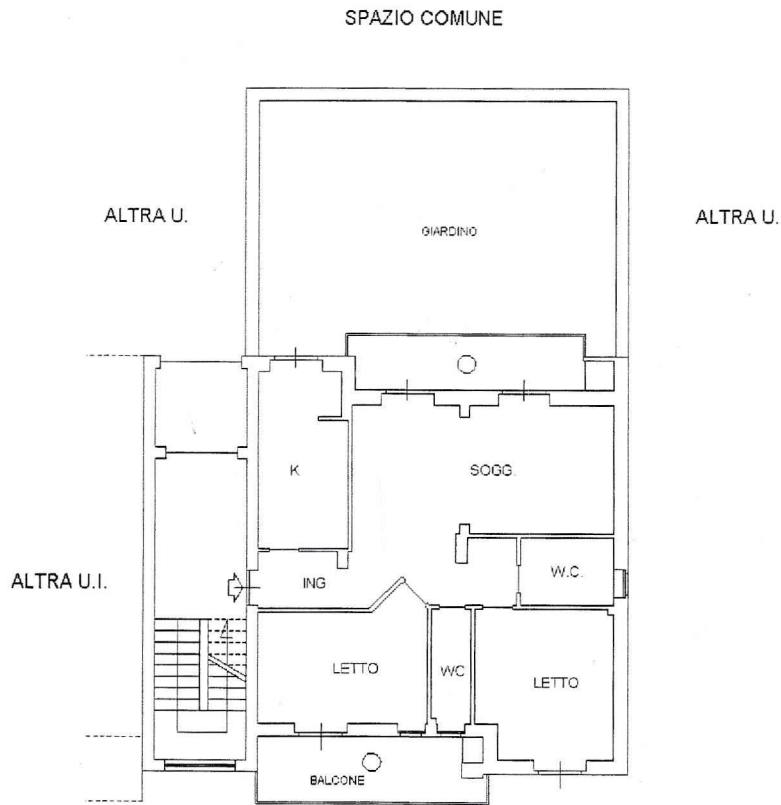 SPAZIO COMUNE
ALTRA U.
ALTRA U.
GIARDINO
K
SOGG.
ALTRA U.I.
ING
W.C.
LETTO
WC
LETTO
BALCONE